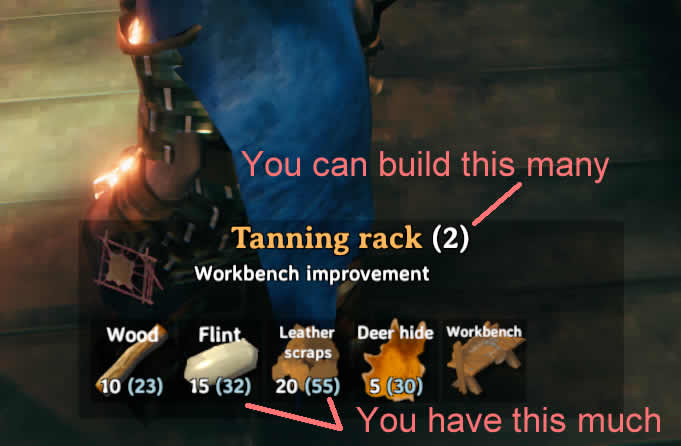 You can build this many
Tanning rack (2)
Workbench improvement
Wood Flint Leather scraps Deer hide Workbench
10 (23) 15 (32) 20 (55) 5 (30)
You have this much